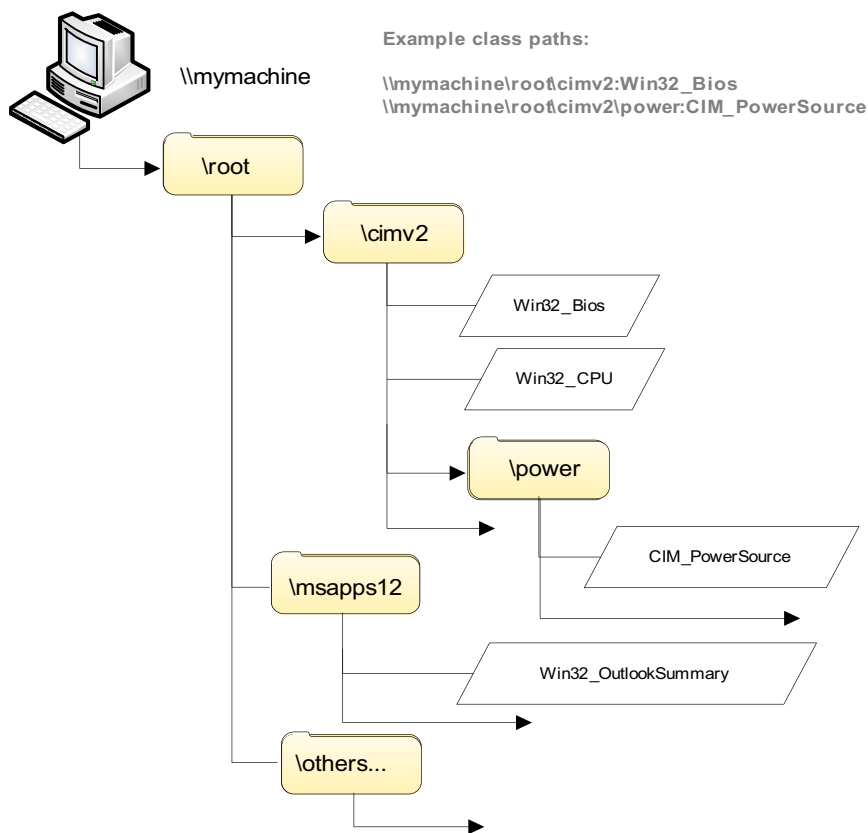 \\mymachine
Example class paths:
\\mymachine\root\cimv2:Win32_Bios
\\mymachine\root\cimv2\power:CIM_PowerSource
\root
\cimv2
Win32_Bios
Win32_CPU
\power
CIM_PowerSource
\msapps12
Win32_OutlookSummary
\others...